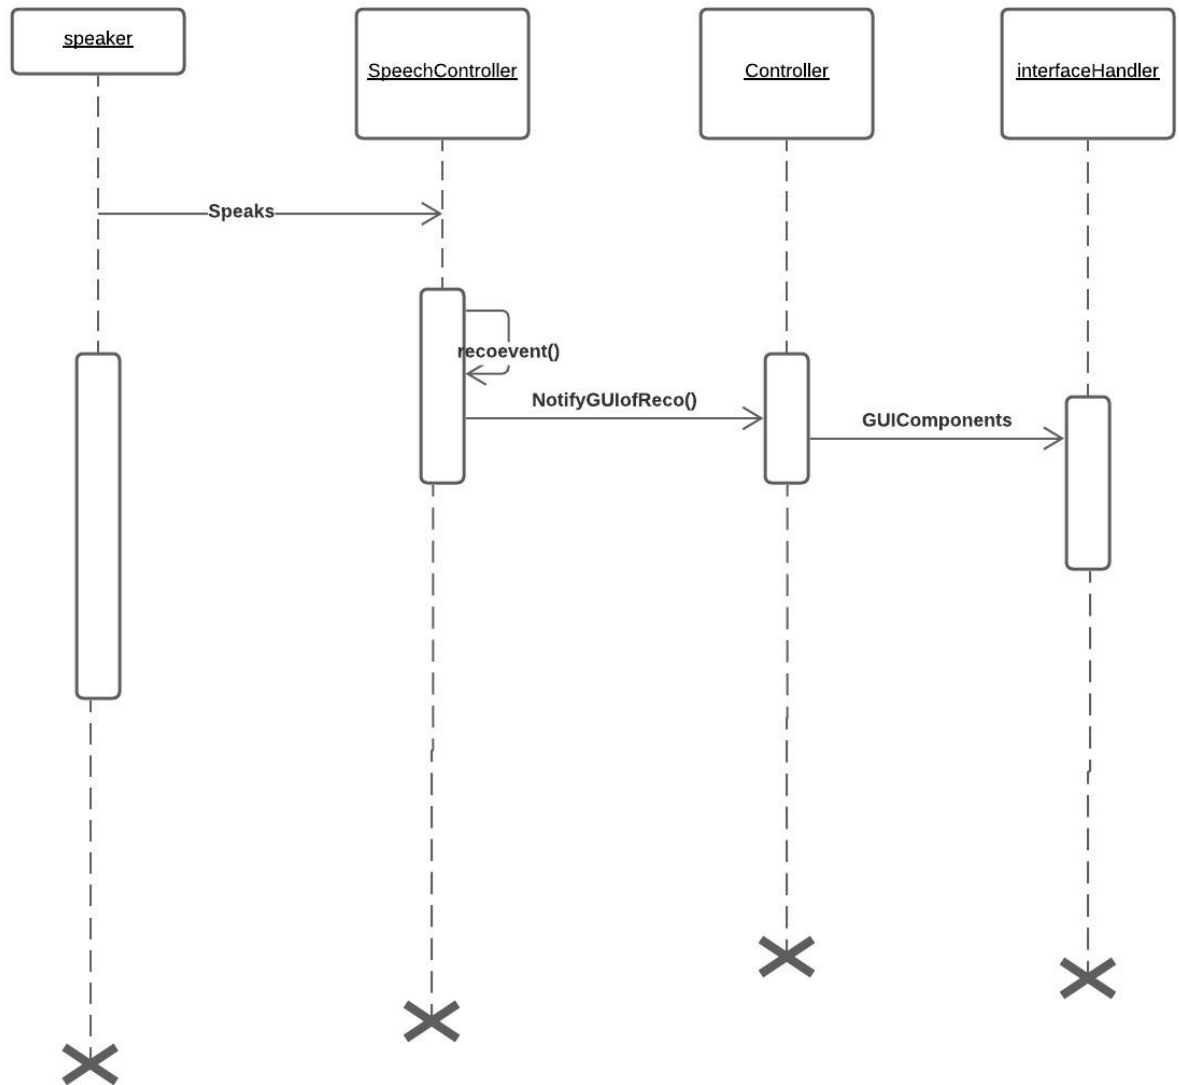 speaker
SpeechController
Controller
interfaceHandler
Speaks
recoevent()
NotifyGUIofReco()
GUIComponents